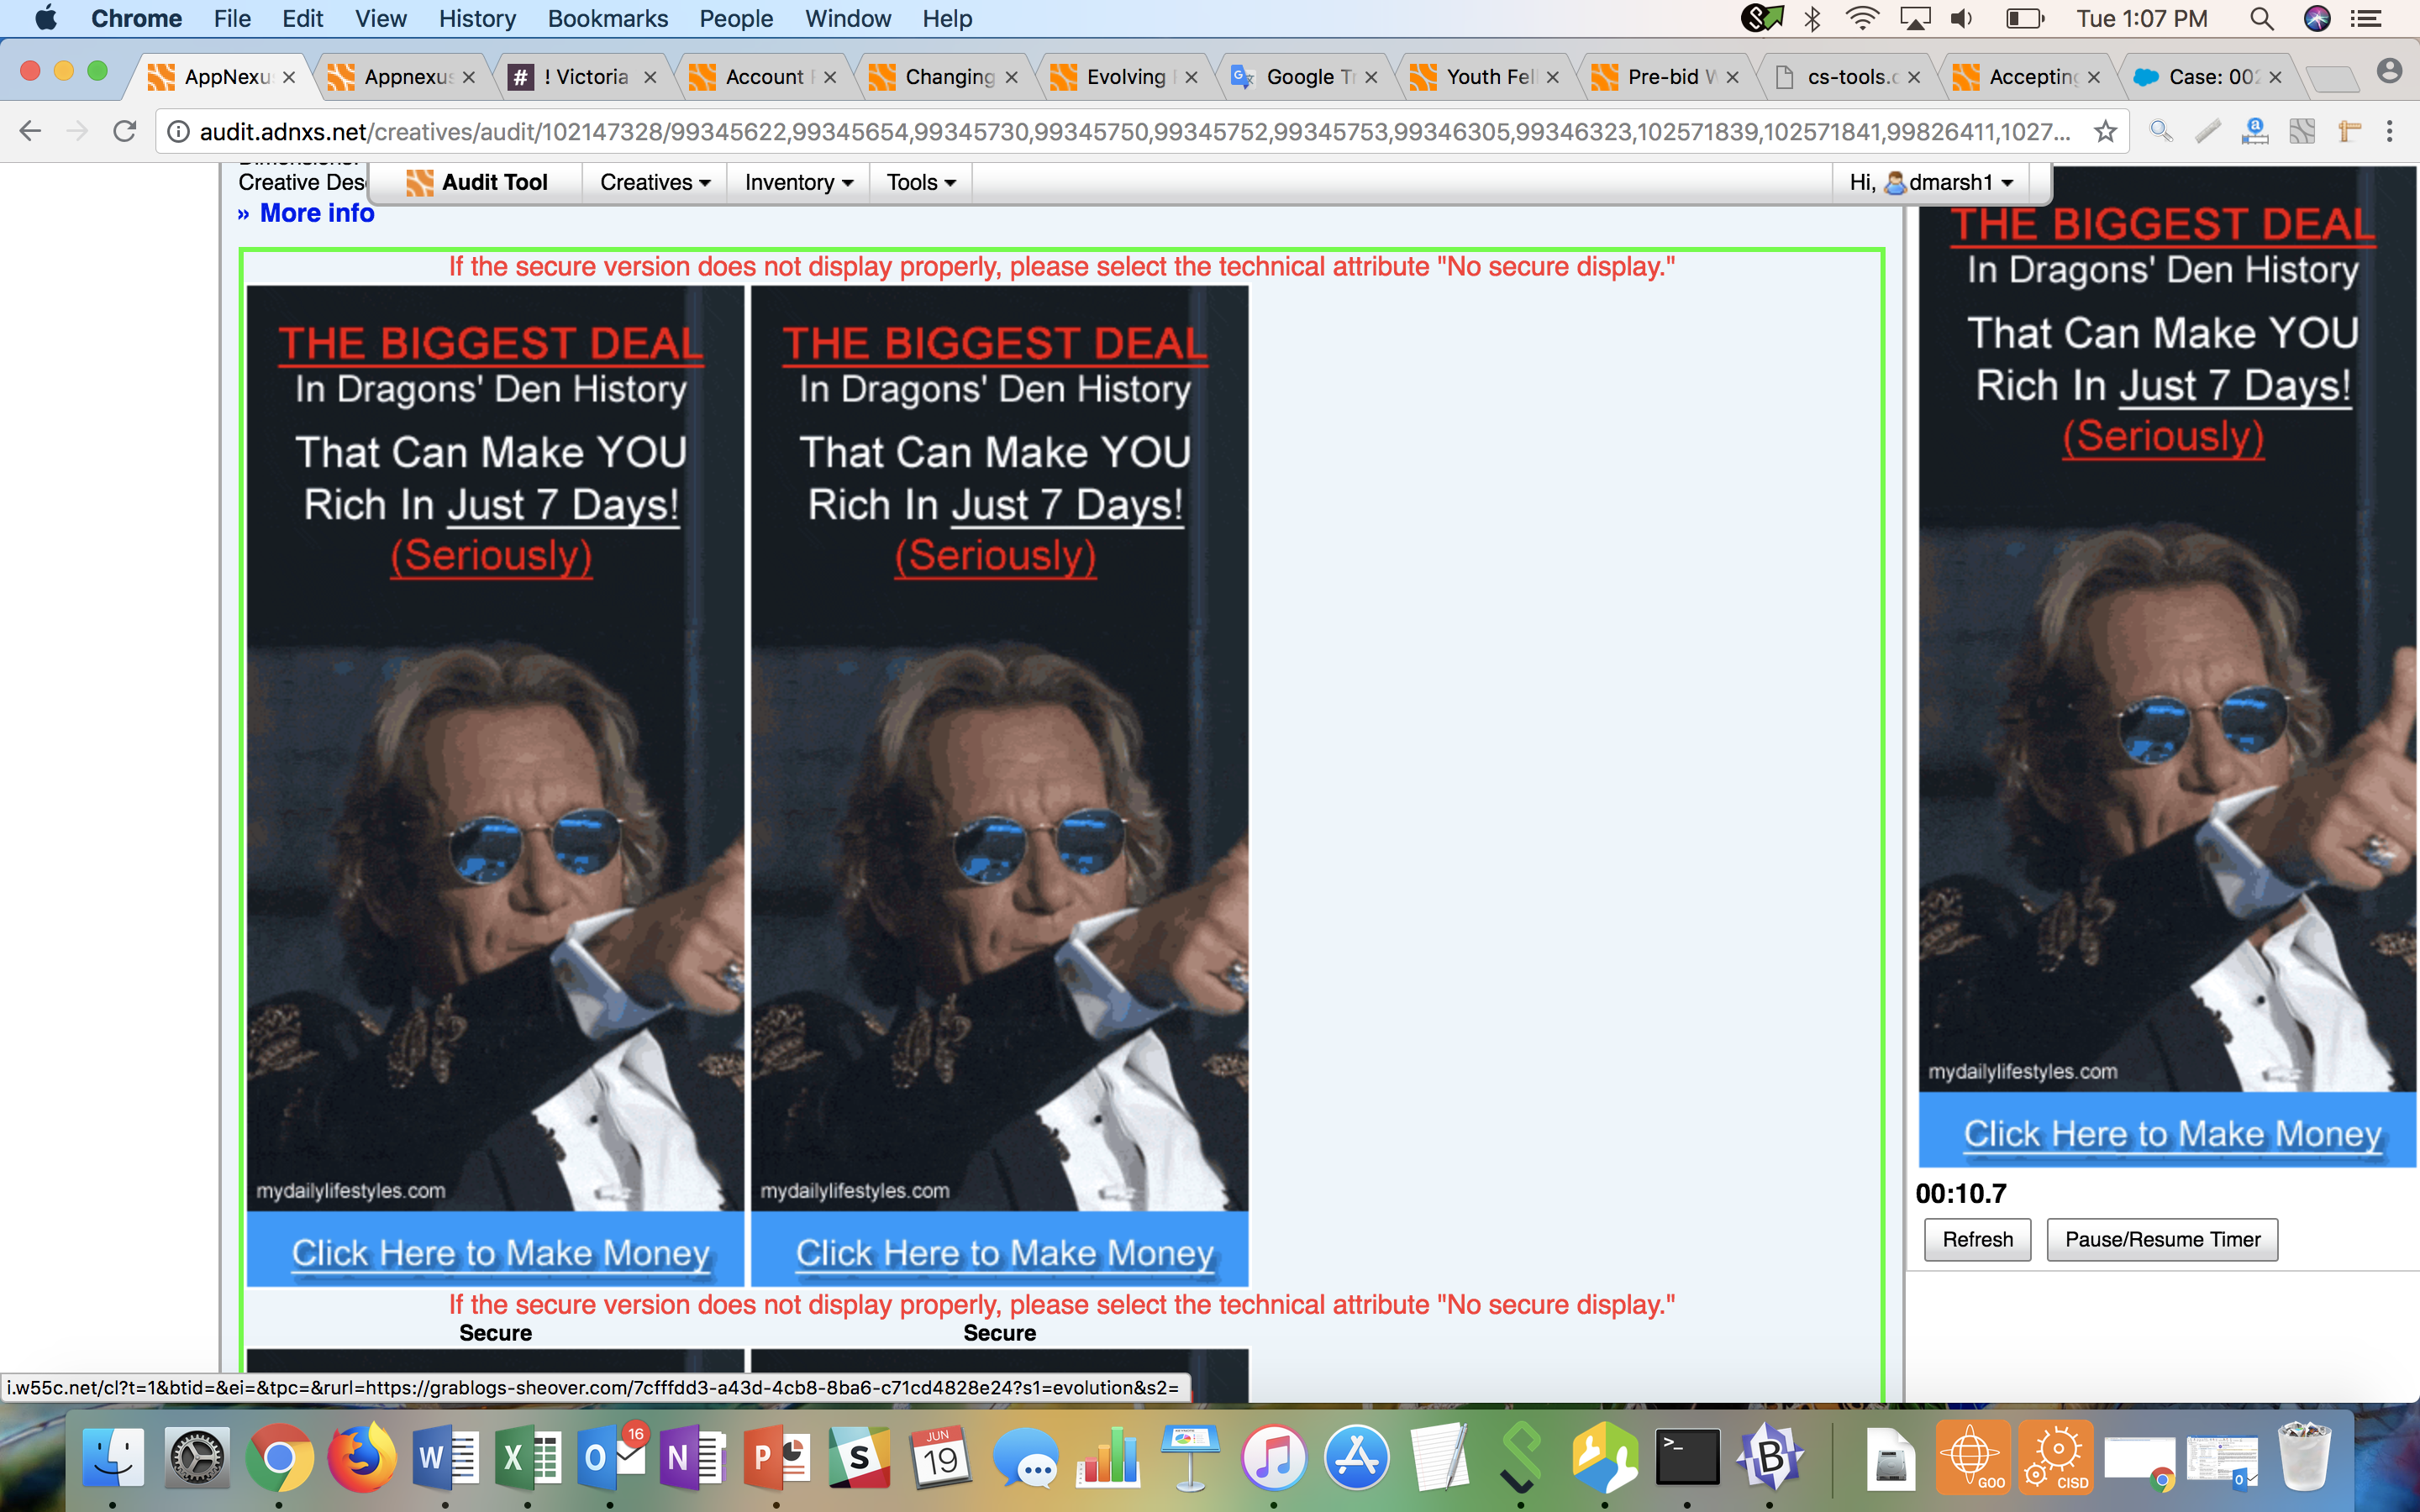 Chrome File Edit View History Bookmarks People Window Help Tue 1:07 PM
AppNexu Appnexus # ! Victoria Account Changing Evolving Google Tr Youth Fell Pre-bid cs-tools.c Accepting Case: 002
audit.adnxs.net/creatives/audit/102147328/99345622,99345654,99345730,99345750,99345752,99345753,99346305,99346323,102571839,102571841,99826411,1027...
Creative Des
Audit Tool Creatives Inventory Tools Hi, dmarsh1
» More info
If the secure version does not display properly, please select the technical attribute "No secure display."
THE BIGGEST DEAL
In Dragons' Den History
That Can Make YOU
Rich In Just 7 Days!
(Seriously)
mydailylifestyles.com
Click Here to Make Money
THE BIGGEST DEAL
In Dragons' Den History
That Can Make YOU
Rich In Just 7 Days!
(Seriously)
mydailylifestyles.com
Click Here to Make Money
If the secure version does not display properly, please select the technical attribute "No secure display."
Secure Secure
THE BIGGEST DEAL
In Dragons' Den History
That Can Make YOU
Rich In Just 7 Days!
(Seriously)
mydailylifestyles.com
Click Here to Make Money
00:10.7
Refresh Pause/Resume Timer
i.w55c.net/cl?t=1&btid=&ei=&tpc=&rurl=https://grablogs-sheover.com/7cfffdd3-a43d-4cb8-8ba6-c71cd4828e24?s1=evolution&s2=
W X O 16 N P S JUN 19 >_ B GOO CISD